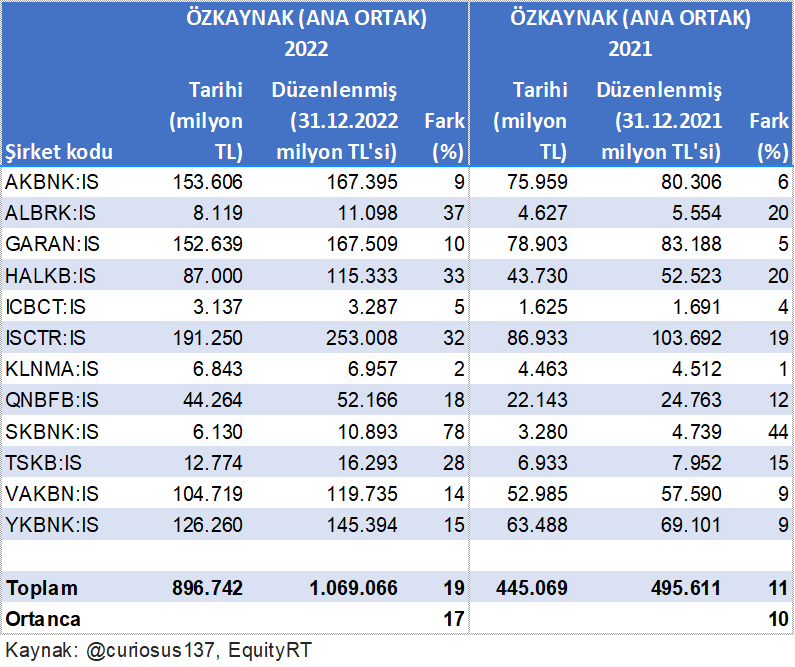 ÖZKAYNAK (ANA ORTAK) ÖZKAYNAK (ANA ORTAK)
2022 2021
Tarihi Düzenlenmiş Tarihi Düzenlenmiş
(milyon (31.12.2022 Fark (milyon (31.12.2021 Fark
Şirket kodu TL) milyon TL'si) (%) TL) milyon TL'si) (%)
AKBNK:IS 153.606 167.395 9 75.959 80.306 6
ALBRK:IS 8.119 11.098 37 4.627 5.554 20
GARAN:IS 152.639 167.509 10 78.903 83.188 5
HALKB:IS 87.000 115.333 33 43.730 52.523 20
ICBCT:IS 3.137 3.287 5 1.625 1.691 4
ISCTR:IS 191.250 253.008 32 86.933 103.692 19
KLNMA:IS 6.843 6.957 2 4.463 4.512 1
QNBFB:IS 44.264 52.166 18 22.143 24.763 12
SKBNK:IS 6.130 10.893 78 3.280 4.739 44
TSKB:IS 12.774 16.293 28 6.933 7.952 15
VAKBN:IS 104.719 119.735 14 52.985 57.590 9
YKBNK:IS 126.260 145.394 15 63.488 69.101 9
Toplam 896.742 1.069.066 19 445.069 495.611 11
Ortanca 17 10
Kaynak: @curiosus137, EquityRT